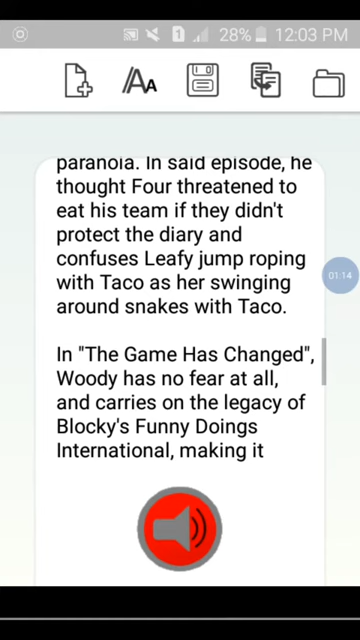 1 28% 12:03 PM
AA
paranoia. In said episode, he
thought Four threatened to
eat his team if they didn't
protect the diary and
confuses Leafy jump roping
with Taco as her swinging
around snakes with Taco.
01:14
In "The Game Has Changed",
Woody has no fear at all,
and carries on the legacy of
Blocky's Funny Doings
International, making it